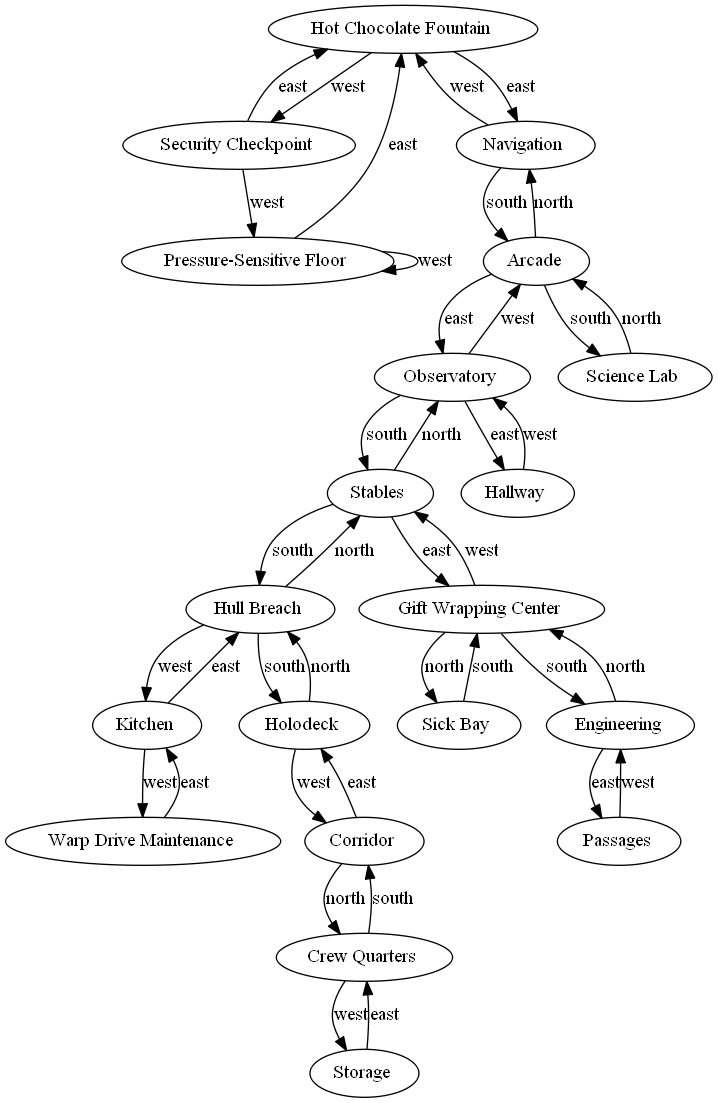 Hot Chocolate Fountain
east
west
west
east
Security Checkpoint
Navigation
east
west
south
north
Pressure-Sensitive Floor
west
Arcade
east
west
south
north
Observatory
Science Lab
south
north
east
west
Stables
Hallway
south
north
east
west
Hull Breach
Gift Wrapping Center
west
east
south
north
north
south
south
north
Kitchen
Holodeck
Sick Bay
Engineering
west
east
west
east
east
west
Warp Drive Maintenance
Corridor
Passages
north
south
Crew Quarters
west
east
Storage